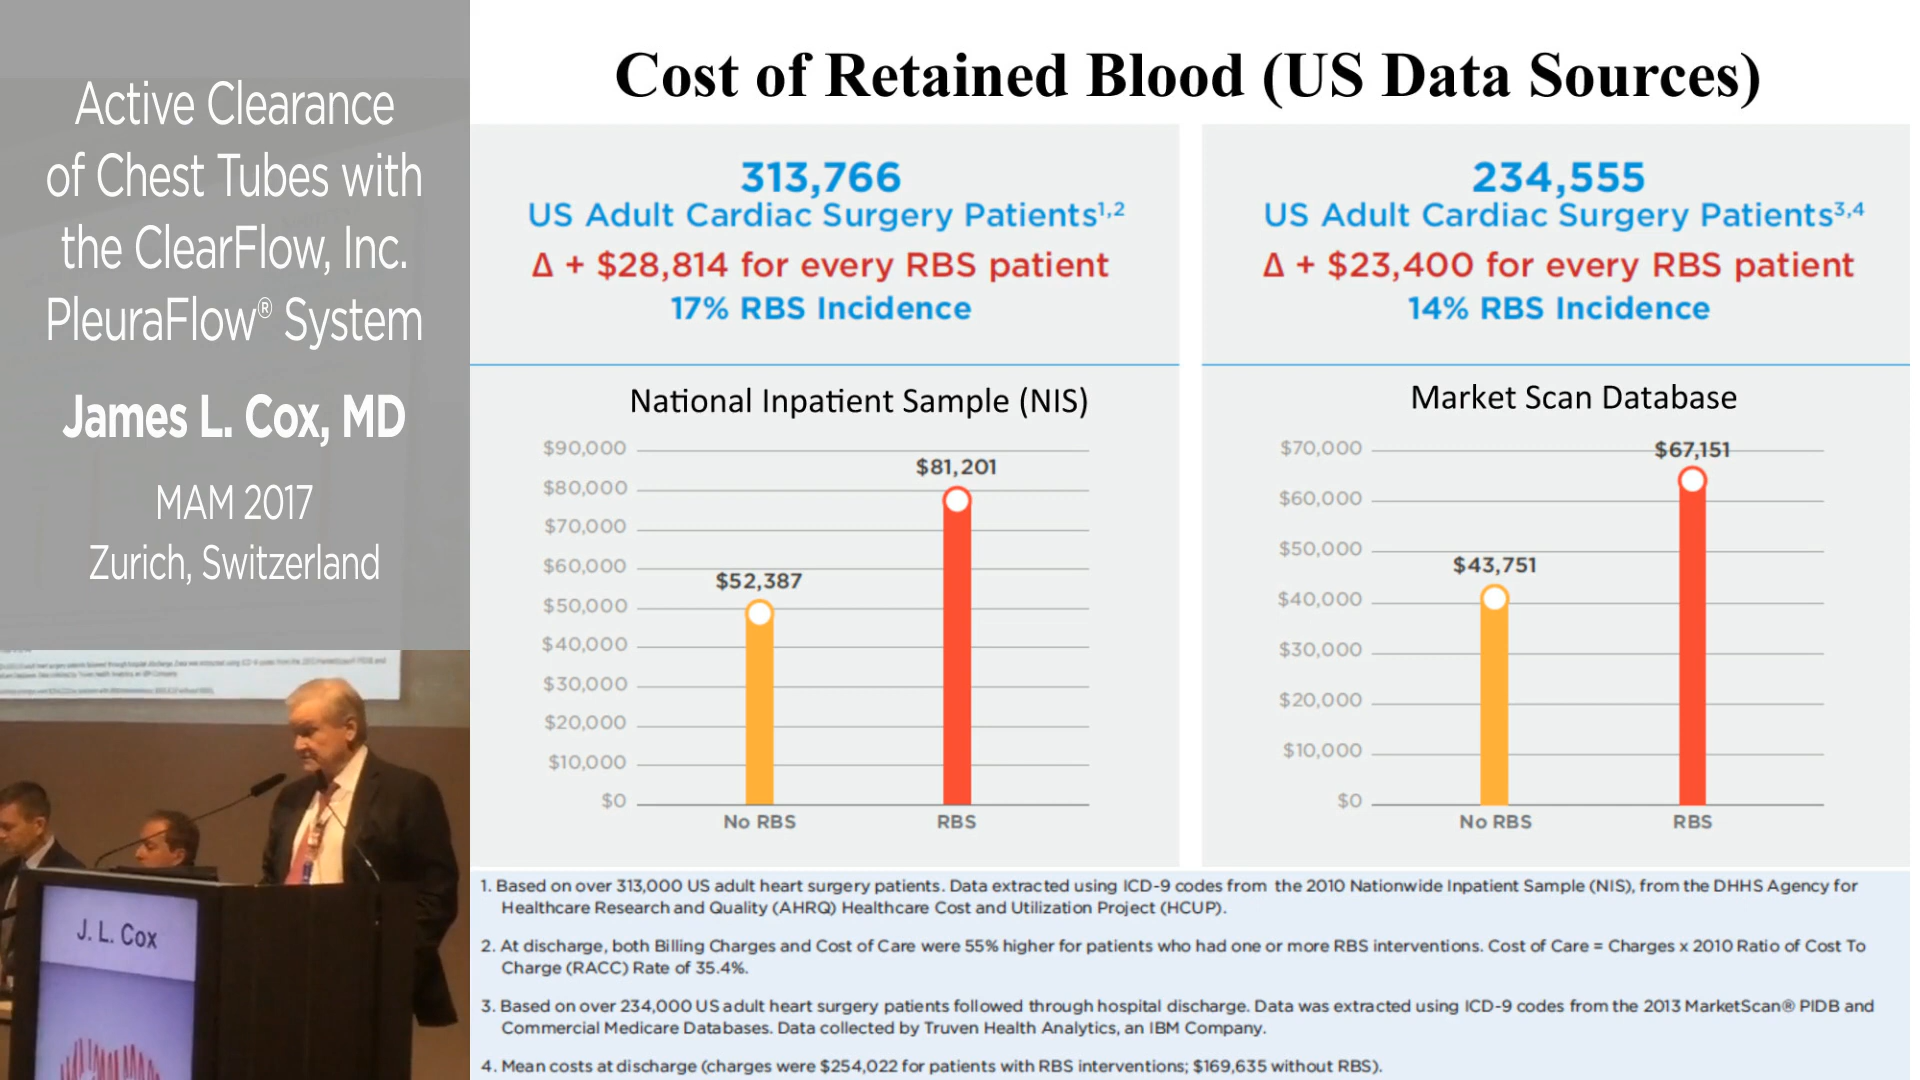 Active Clearance
of Chest Tubes with
the ClearFlow, Inc.
PleuraFlow® System
James L. Cox, MD
MAM 2017
Zurich, Switzerland
J. L. Cox
Cost of Retained Blood (US Data Sources)
313,766
US Adult Cardiac Surgery Patients1,2
Δ + $28,814 for every RBS patient
17% RBS Incidence
National Inpatient Sample (NIS)
$90,000
$80,000
$70,000
$60,000
$50,000
$40,000
$30,000
$20,000
$10,000
$0
$52,387
$81,201
No RBS
RBS
234,555
US Adult Cardiac Surgery Patients3,4
Δ + $23,400 for every RBS patient
14% RBS Incidence
Market Scan Database
$70,000
$60,000
$50,000
$40,000
$30,000
$20,000
$10,000
$0
$43,751
$67,151
No RBS
RBS
1. Based on over 313,000 US adult heart surgery patients. Data extracted using ICD-9 codes from the 2010 Nationwide Inpatient Sample (NIS), from the DHHS Agency for
Healthcare Research and Quality (AHRQ) Healthcare Cost and Utilization Project (HCUP).
2. At discharge, both Billing Charges and Cost of Care were 55% higher for patients who had one or more RBS interventions. Cost of Care = Charges x 2010 Ratio of Cost To
Charge (RACC) Rate of 35.4%.
3. Based on over 234,000 US adult heart surgery patients followed through hospital discharge. Data was extracted using ICD-9 codes from the 2013 MarketScan® PIDB and
Commercial Medicare Databases. Data collected by Truven Health Analytics, an IBM Company.
4. Mean costs at discharge (charges were $254,022 for patients with RBS interventions; $169,635 without RBS).